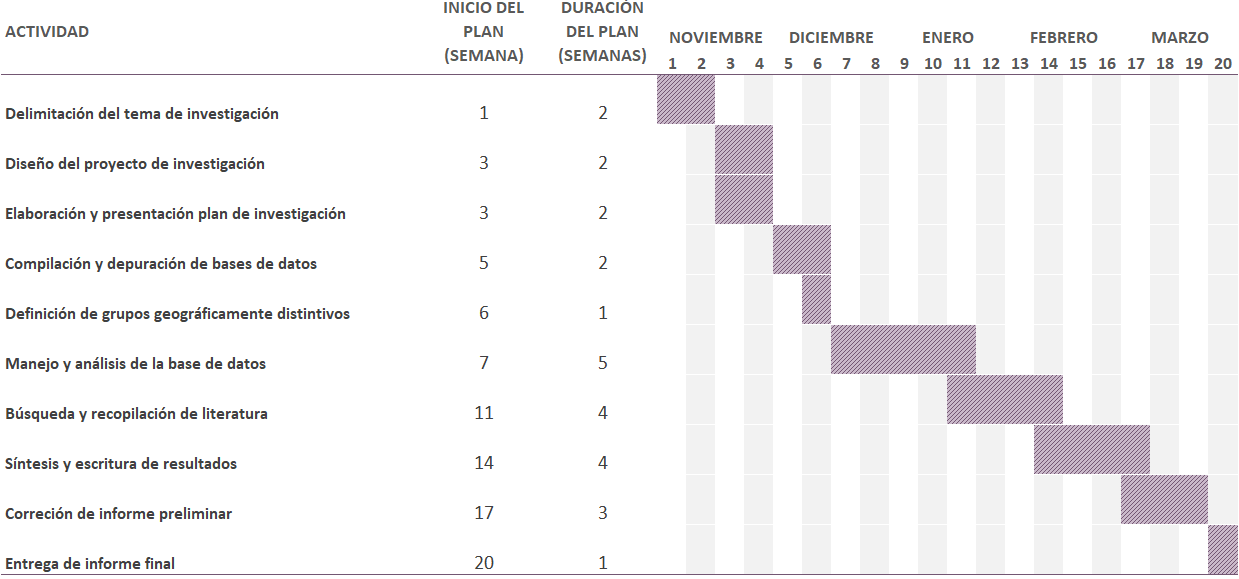 ACTIVIDAD
INICIO DEL
PLAN
(SEMANA)
DURACIÓN
DEL PLAN
(SEMANAS)
NOVIEMBRE DICIEMBRE ENERO FEBRERO MARZO
1 2 3 4 5 6 7 8 9 10 11 12 13 14 15 16 17 18 19 20
Delimitación del tema de investigación 1 2
Diseño del proyecto de investigación 3 2
Elaboración y presentación plan de investigación 3 2
Compilación y depuración de bases de datos 5 2
Definición de grupos geográficamente distintivos 6 1
Manejo y análisis de la base de datos 7 5
Búsqueda y recopilación de literatura 11 4
Síntesis y escritura de resultados 14 4
Correción de informe preliminar 17 3
Entrega de informe final 20 1